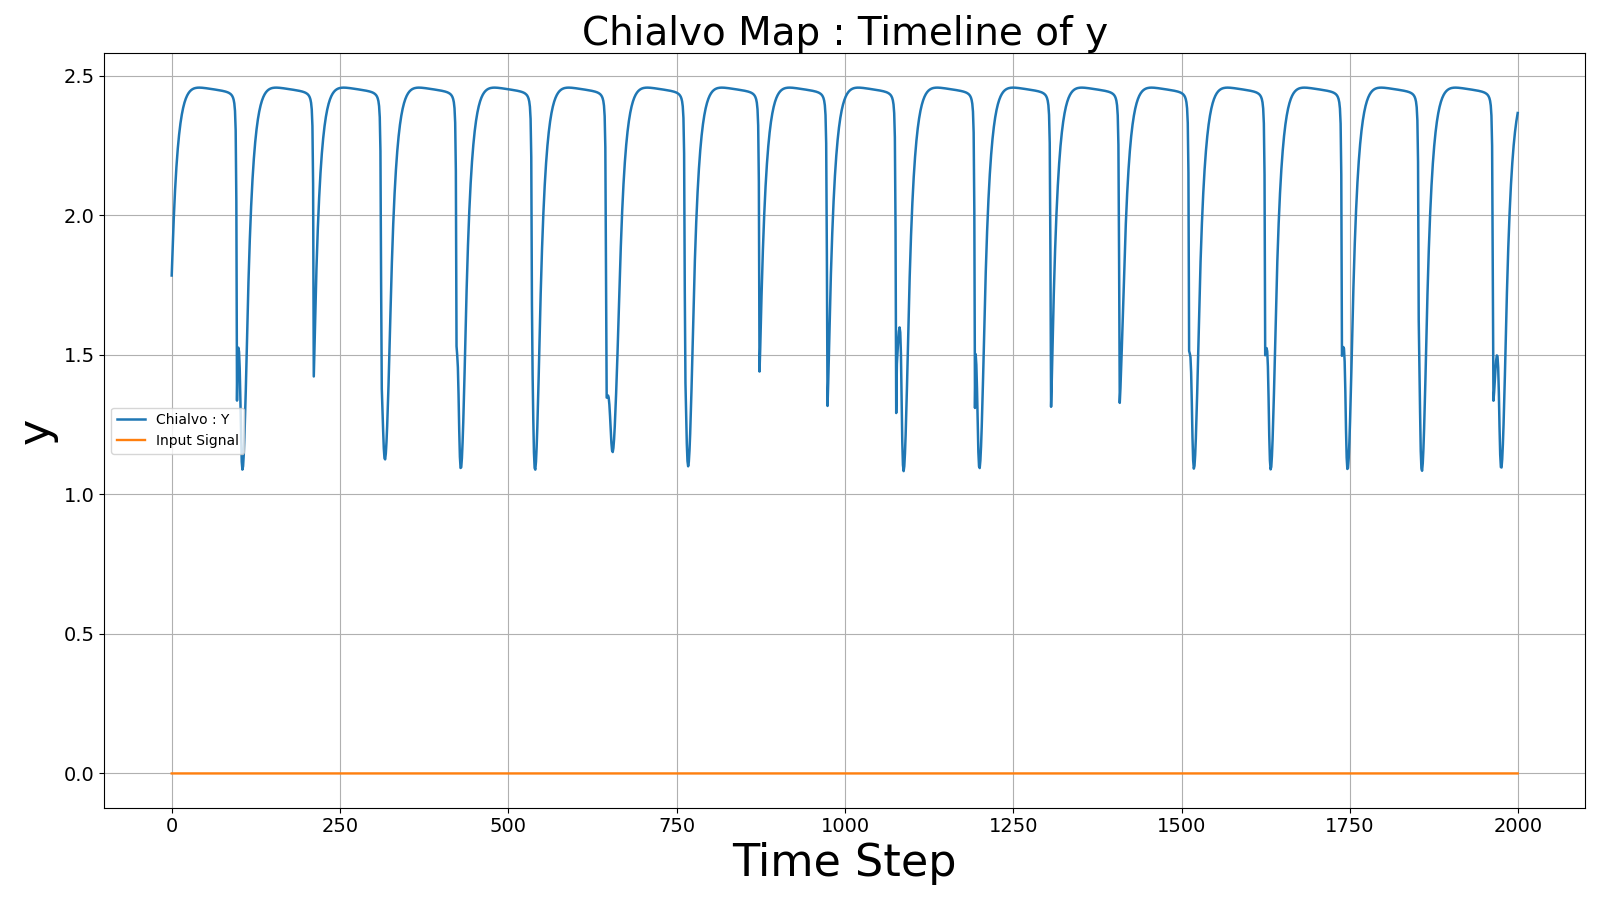 Chialvo Map : Timeline of y
2.5
2.0
1.5
1.0
0.5
0.0
y
Chialvo : Y
Input Signal
0 250 500 750 1000 1250 1500 1750 2000
Time Step